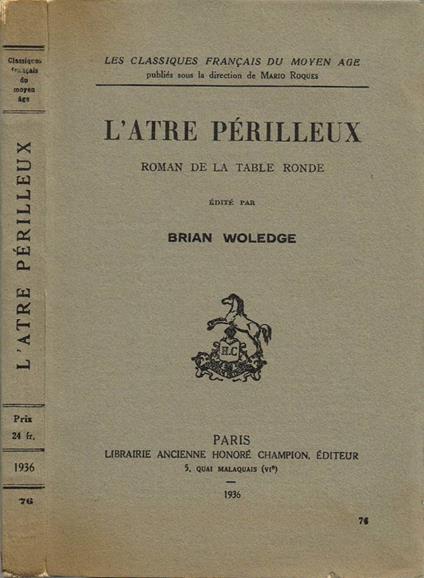 Classiques
français
du
moyen
âge
L'ATRE PÉRILLEUX
Prix
24 fr.
1936
76
LES CLASSIQUES FRANÇAIS DU MOYEN AGE
publiés sous la direction de MARIO ROQUES
L'ATRE PÉRILLEUX
ROMAN DE LA TABLE RONDE
ÉDITÉ PAR
BRIAN WOLEDGE
H.C
PARIS
LIBRAIRIE ANCIENNE HONORÉ CHAMPION, ÉDITEUR
5, QUAI MALAQUAIS (VIᵉ)
1936
76